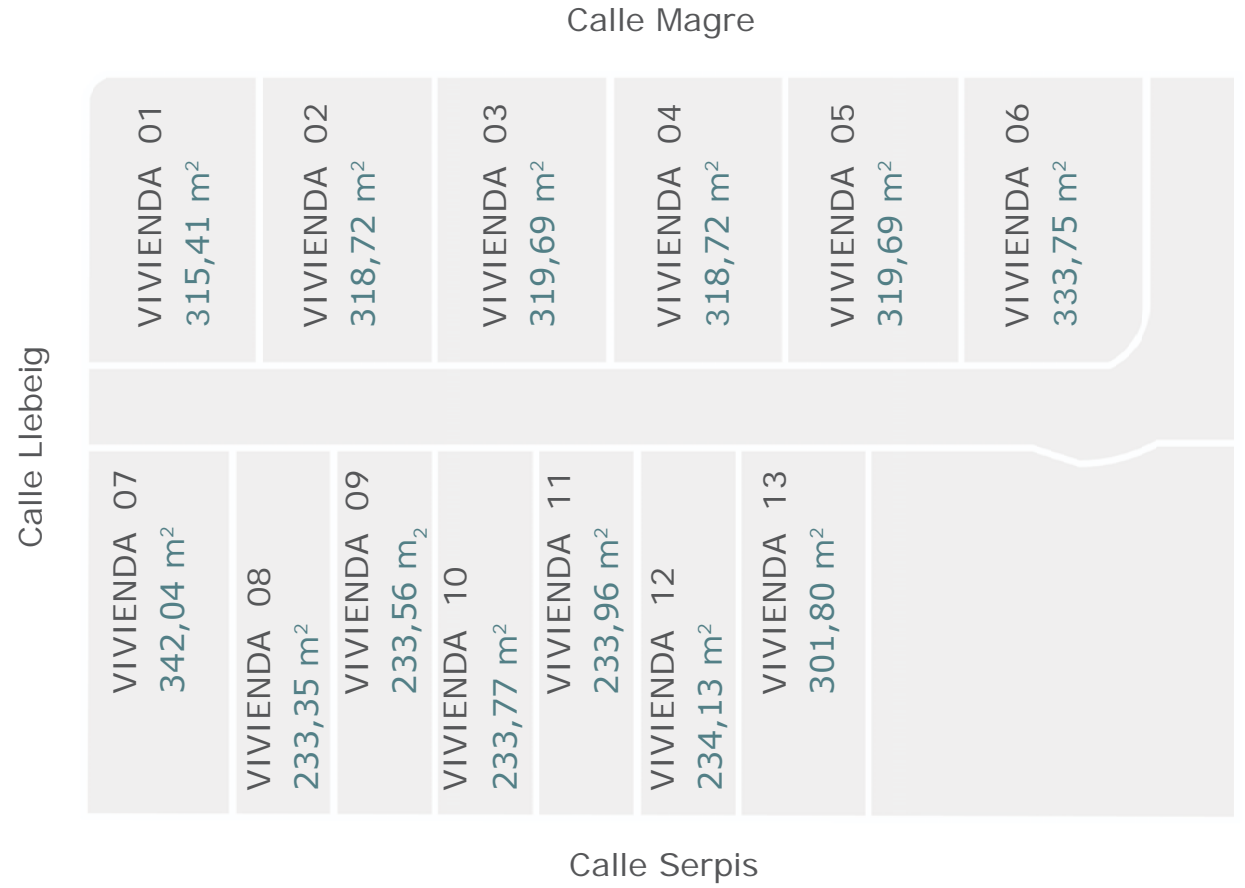 Calle Magre
VIVIENDA 01
315,41 m²
VIVIENDA 02
318,72 m²
VIVIENDA 03
319,69 m²
VIVIENDA 04
318,72 m²
VIVIENDA 05
319,69 m²
VIVIENDA 06
333,75 m²
Calle Llebeig
VIVIENDA 07
342,04 m²
VIVIENDA 08
233,35 m²
VIVIENDA 09
233,56 m₂
VIVIENDA 10
233,77 m²
VIVIENDA 11
233,96 m²
VIVIENDA 12
234,13 m²
VIVIENDA 13
301,80 m²
Calle Serpis